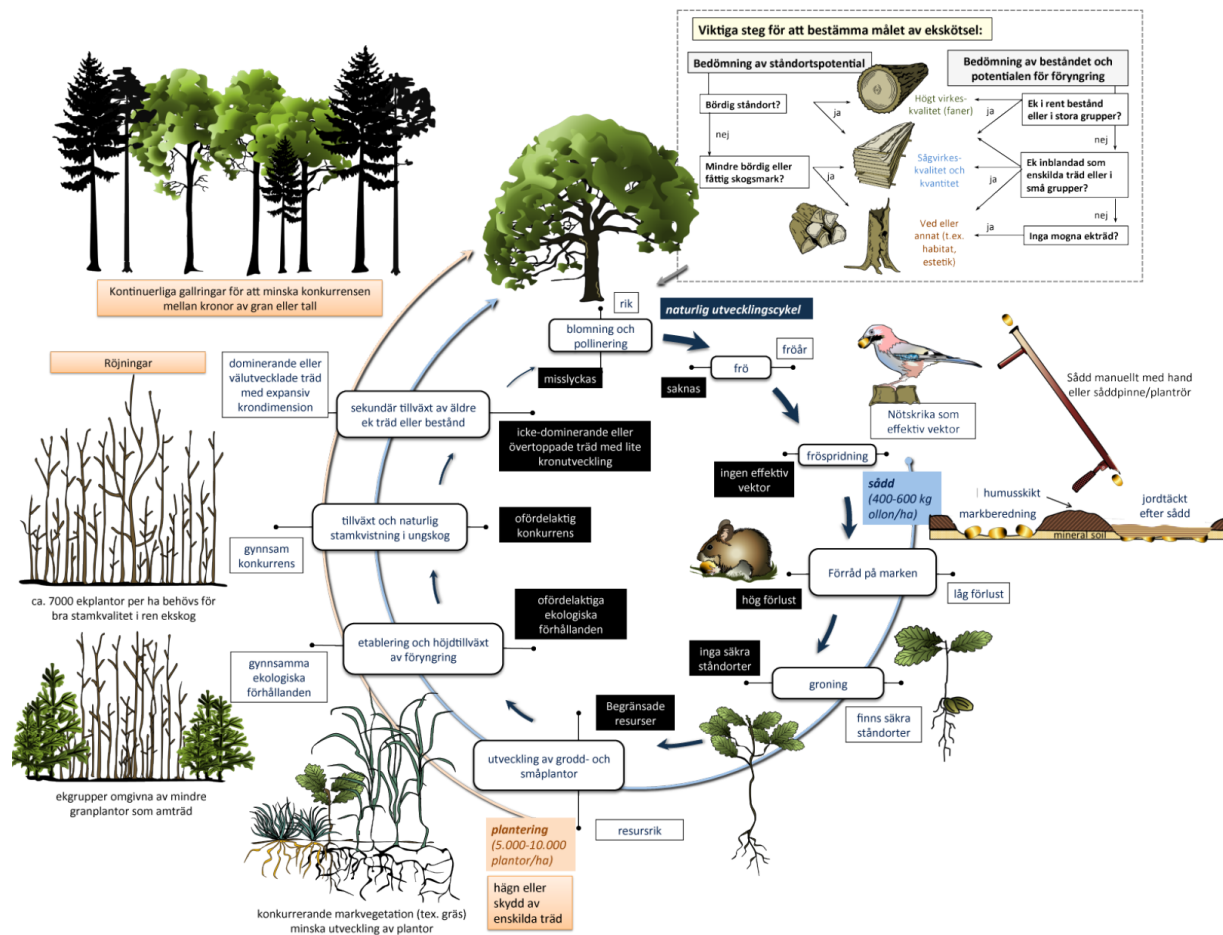 Viktiga steg för att bestämma målet av ekskötsel:
Bedömning av ståndortspotential
Bedömning av beståndet och
potentialen för föryngring
Bördig ståndort?
ja
nej
Mindre bördig eller
fåttig skogsmark?
ja
Högt virkes-
kvalitet (faner)
Sågvirkes-
kvalitet och
kvantitet
Ved eller
annat (t.ex.
habitat,
estetik)
ja
Ek i rent bestånd
eller i stora grupper?
nej
ja
Ek inblandad som
enskilda träd eller i
små grupper?
nej
ja
Inga mogna ekträd?
Kontinuerliga gallringar för att minska konkurrensen
mellan kronor av gran eller tall
rik
naturlig utvecklingscykel
blomning och
pollinering
misslyckas
fröår
frö
saknas
Nötskrika som
effektiv vektor
fröspridning
ingen effektiv
vektor
sådd
(400-600 kg
ollon/ha)
Sådd manuellt med hand
eller såddpinne/plantrör
humusskikt
markberedning
jordtäckt
efter sådd
mineral soil
Förråd på marken
hög förlust
låg förlust
inga säkra
ståndorter
groning
finns säkra
ståndorter
Begränsade
resurser
utveckling av grodd- och
småplantor
resursrik
plantering
(5.000-10.000
plantor/ha)
hägn eller
skydd av
enskilda träd
konkurrerande markvegetation (tex. gräs)
minska utveckling av plantor
ofördelaktiga
ekologiska
förhållanden
etablering och höjdtillväxt
av föryngring
gynnsamma
ekologiska
förhållanden
ofördelaktig
konkurrens
tillväxt och naturlig
stamkvistning i ungskog
gynnsam
konkurrens
icke-dominerande eller
övertoppade träd med lite
kronutveckling
sekundär tillväxt av äldre
ek träd eller bestånd
dominerande eller
välutvecklade träd
med expansiv
krondimension
Röjningar
ca. 7000 ekplantor per ha behövs för
bra stamkvalitet i ren ekskog
ekgrupper omgivna av mindre
granplantor som amträd